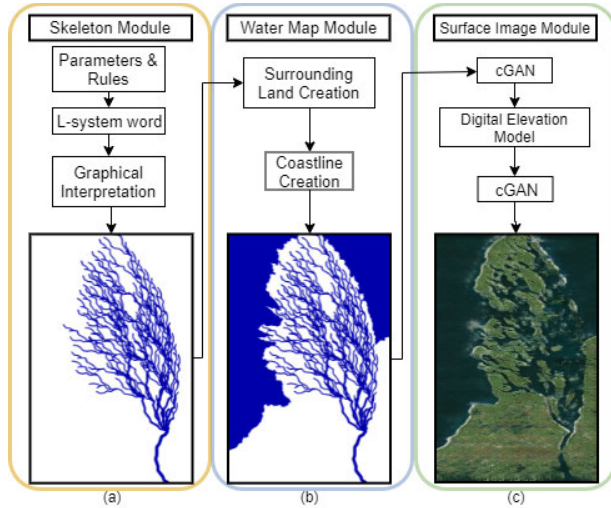 Skeleton Module
Parameters &
Rules
L-system word
Graphical
Interpretation
(a)
Water Map Module
Surrounding
Land Creation
Coastline
Creation
(b)
Surface Image Module
cGAN
Digital Elevation
Model
cGAN
(c)